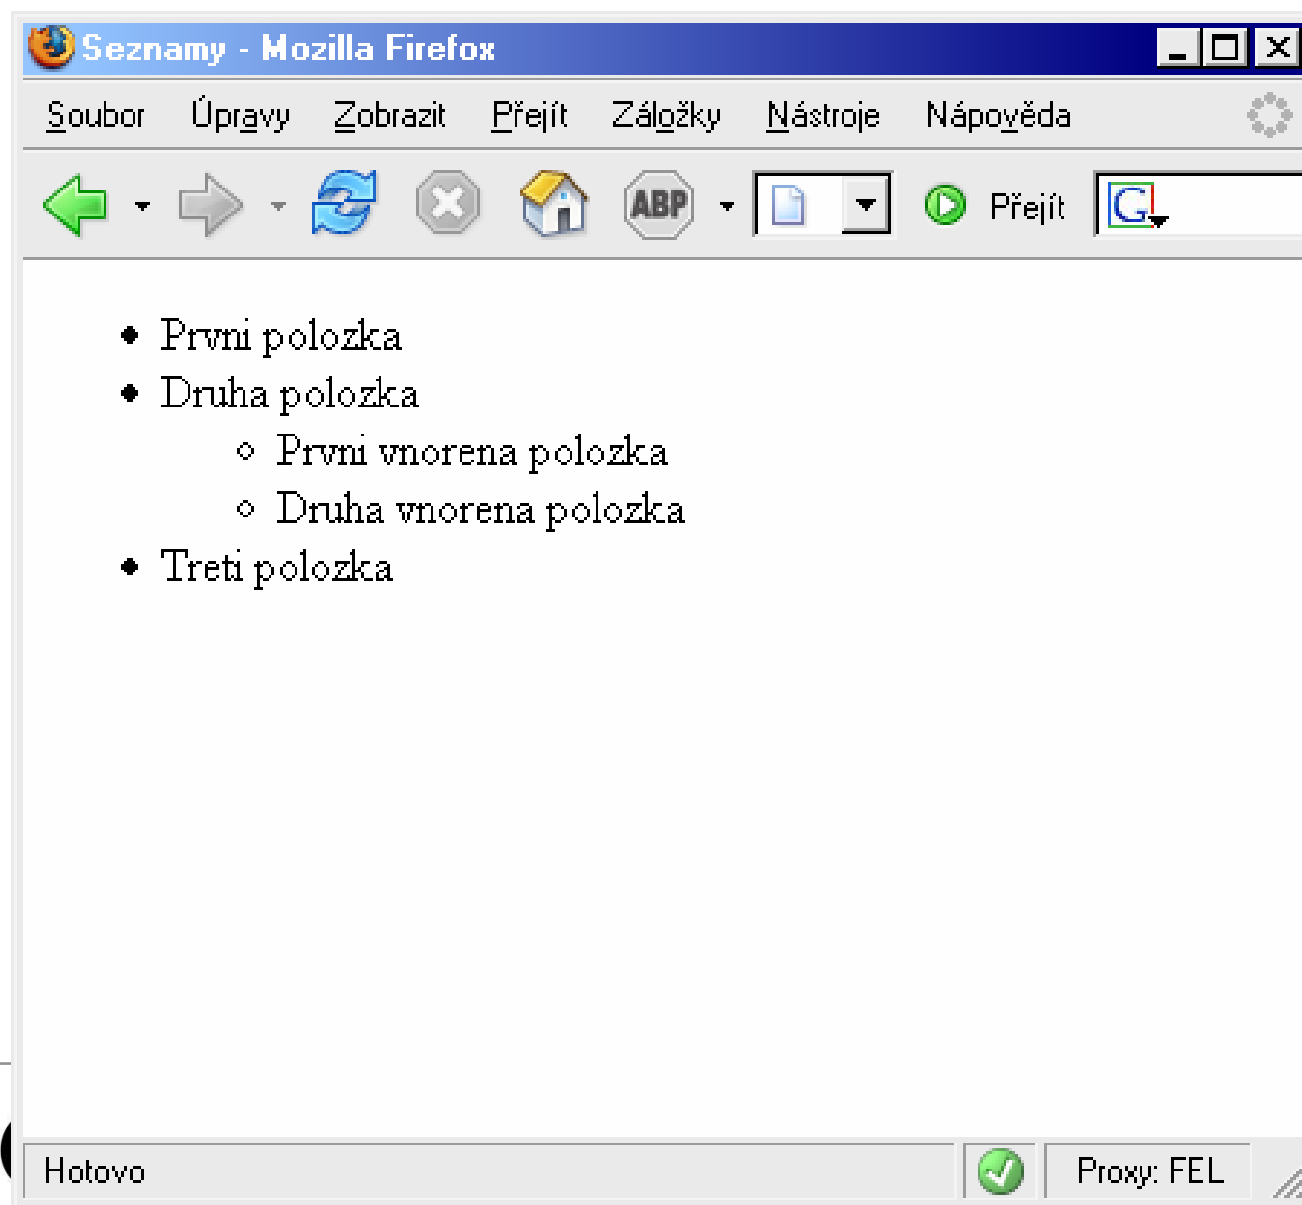 Seznamy - Mozilla Firefox
Soubor Úpravy Zobrazit Přejít Záložky Nástroje Nápověda
ABP Přejít G
• Prvni polozka
• Druha polozka
◦ Prvni vnorena polozka
◦ Druha vnorena polozka
• Treti polozka
Hotovo Proxy: FEL